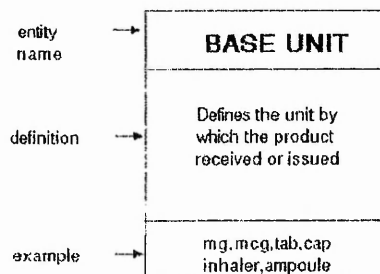 entity
name
BASE UNIT
definition
Defines the unit by
which the product
received or issued
example
mg,mcg,tab,cap
inhaler,ampoule